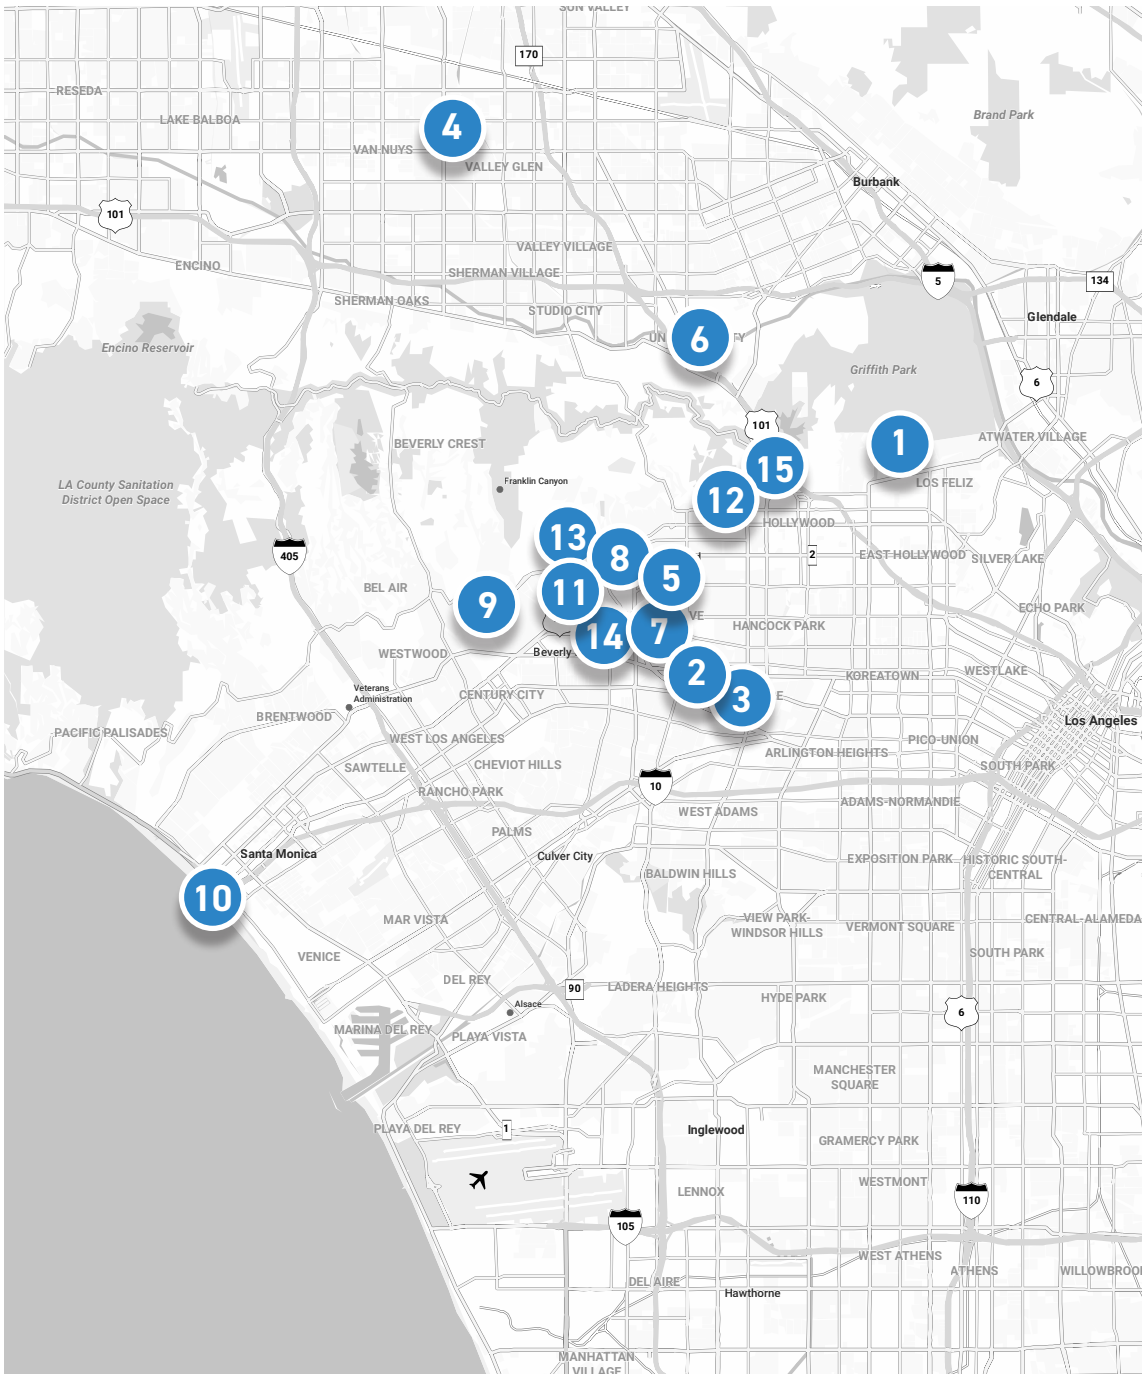 SUN VALLEY
170
RESEDA
LAKE BALBOA
4
Brand Park
VAN NUYS
VALLEY GLEN
Burbank
101
VALLEY VILLAGE
ENCINO
SHERMAN VILLAGE
5
134
SHERMAN OAKS
STUDIO CITY
Glendale
6
UN
TY
Encino Reservoir
Griffith Park
6
101
1
ATWATER VILLAGE
BEVERLY CREST
15
LOS FELIZ
LA County Sanitation
District Open Space
Franklin Canyon
12
HOLLYWOOD
13
8
405
2
EAST HOLLYWOOD
SILVER LAKE
5
BEL AIR
11
9
ECHO PARK
VE
HANCOCK PARK
14
7
WESTWOOD
Beverly
2
KOREATOWN
WESTLAKE
Veterans
Administration
CENTURY CITY
3
E
BRENTWOOD
Los Angeles
PACIFIC PALISADES
WEST LOS ANGELES
PICO-UNION
ARLINGTON HEIGHTS
SAWTELLE
CHEVIOT HILLS
SOUTH PARK
10
RANCHO PARK
ADAMS-NORMANDIE
WEST ADAMS
PALMS
Santa Monica
Culver City
EXPOSITION PARK
HISTORIC SOUTH-
CENTRAL
BALDWIN HILLS
10
MAR VISTA
VIEW PARK-
WINDSOR HILLS
VERMONT SQUARE
CENTRAL-ALAMEDA
VENICE
SOUTH PARK
DEL REY
90
LADERA HEIGHTS
HYDE PARK
Alsace
6
MARINA DEL REY
PLAYA VISTA
MANCHESTER
SQUARE
PLAYA DEL REY
1
Inglewood
GRAMERCY PARK
WESTMONT
LENNOX
110
105
WEST ATHENS
ATHENS
WILLOWBROO
DEL AIRE
Hawthorne
MANHATTAN
VILLAGE